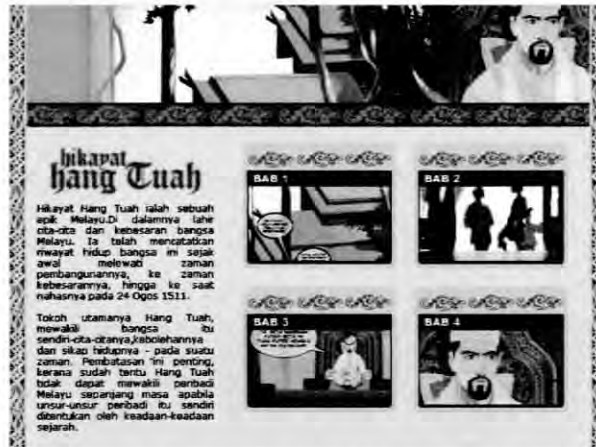 hikayat
hang Tuah
Hikayat Hang Tuah ialah sebuah
epik Melayu.Di dalamnya lahir
cita-cita dan kebesaran bangsa
Melayu. Ia telah mencatatkan
riwayat hidup bangsa ini sejak
awal melewati zaman
pembangunannya, ke zaman
kebesarannya, hingga ke saat
nahasnya pada 24 Ogos 1511.
Tokoh utamanya Hang Tuah,
mewakili bangsa itu
sendiri-cita-citanya,kebolehannya
dan sikap hidupnya - pada suatu
zaman. Pembatasan ini penting,
kerana sudah tentu Hang Tuah
tidak dapat mewakili peribadi
Melayu sepanjang masa apabila
unsur-unsur peribadi itu sendiri
ditentukan oleh keadaan-keadaan
sejarah.
BAB 1
BAB 2
BAB 3
BAB 4